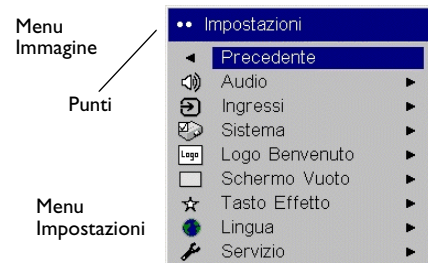 Menu
Immagine
Punti
Menu
Impostazioni
•• Impostazioni
Precedente
Audio
Ingressi
Sistema
Logo Logo Benvenuto
Schermo Vuoto
Tasto Effetto
Lingua
Servizio